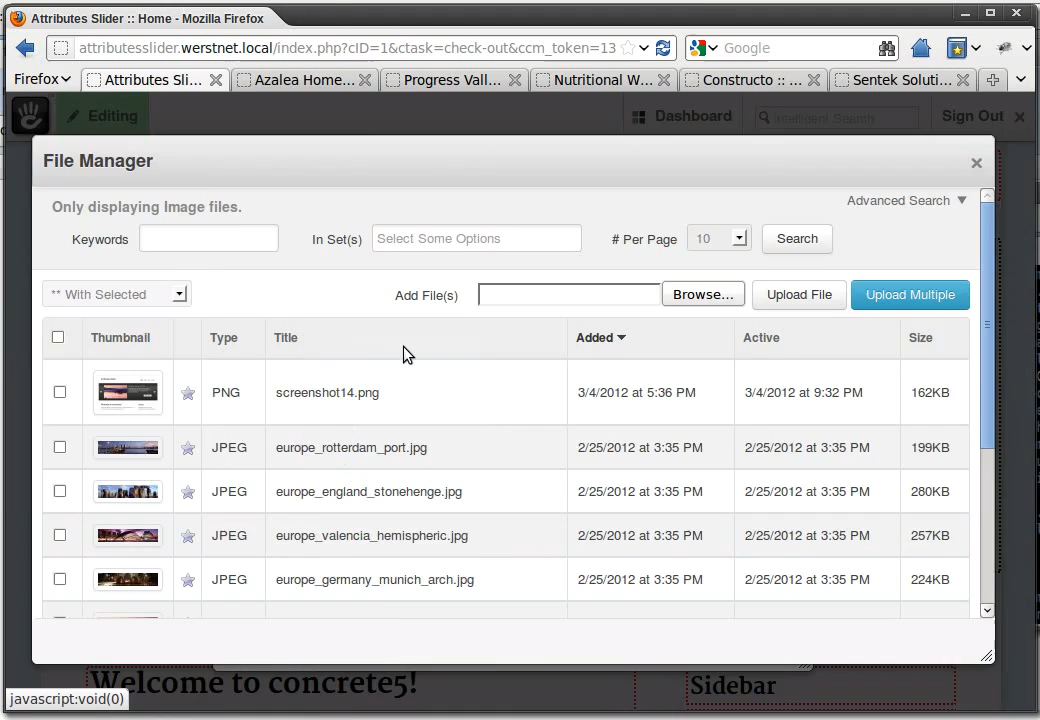 Attributes Slider :: Home - Mozilla Firefox
attributesslider.werstnet.local/index.php?cID=1&ctask=check-out&ccm_token=13
Google
Firefox
Attributes Sli...
Azalea Home...
Progress Vall...
Nutritional W...
Constructo :: ...
Sentek Soluti...
Editing
Dashboard
Intelligent Search
Sign Out
File Manager
Only displaying Image files.
Advanced Search
Keywords
In Set(s)
Select Some Options
# Per Page
10
Search
** With Selected
Add File(s)
Browse...
Upload File
Upload Multiple
Thumbnail
Type
Title
Added
Active
Size
PNG screenshot14.png 3/4/2012 at 5:36 PM 3/4/2012 at 9:32 PM 162KB
JPEG europe_rotterdam_port.jpg 2/25/2012 at 3:35 PM 2/25/2012 at 3:35 PM 199KB
JPEG europe_england_stonehenge.jpg 2/25/2012 at 3:35 PM 2/25/2012 at 3:35 PM 280KB
JPEG europe_valencia_hemispheric.jpg 2/25/2012 at 3:35 PM 2/25/2012 at 3:35 PM 257KB
JPEG europe_germany_munich_arch.jpg 2/25/2012 at 3:35 PM 2/25/2012 at 3:35 PM 224KB
Welcome to concrete5!
Sidebar
javascript:void(0)